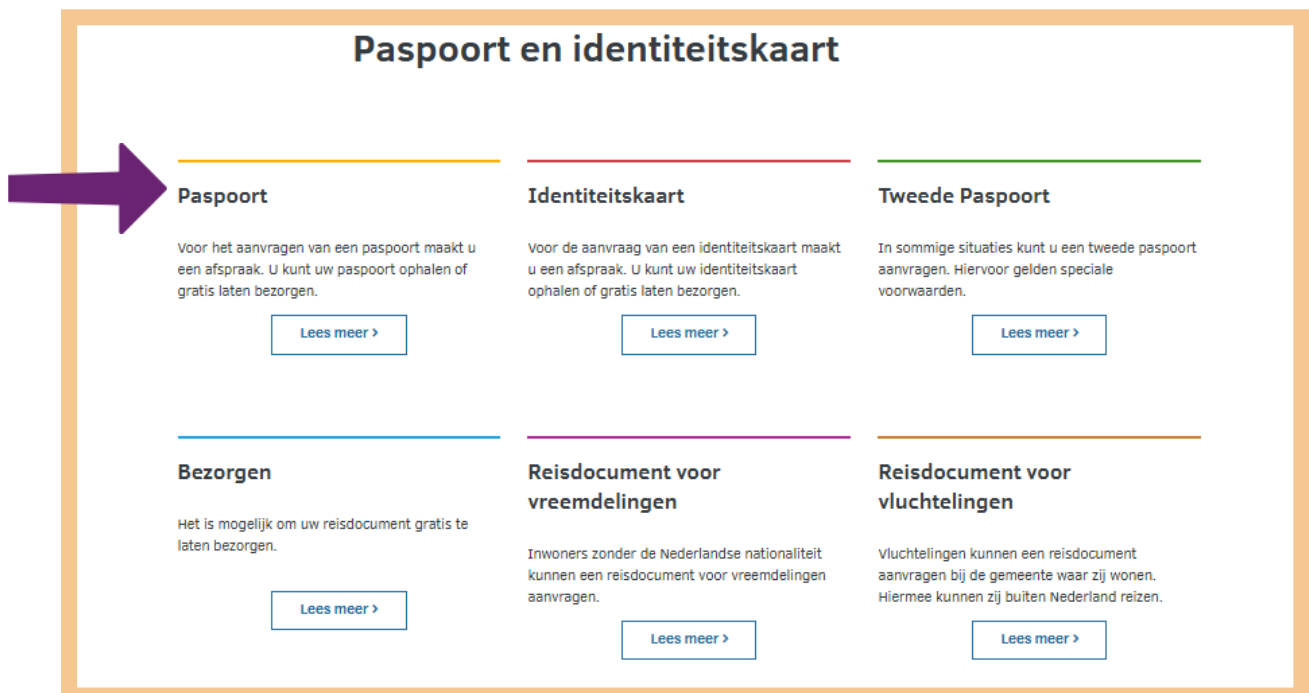 Paspoort en identiteitskaart
Paspoort
Voor het aanvragen van een paspoort maakt u
een afspraak. U kunt uw paspoort ophalen of
gratis laten bezorgen.
Lees meer >
Identiteitskaart
Voor de aanvraag van een identiteitskaart maakt
u een afspraak. U kunt uw identiteitskaart
ophalen of gratis laten bezorgen.
Lees meer >
Tweede Paspoort
In sommige situaties kunt u een tweede paspoort
aanvragen. Hiervoor gelden speciale
voorwaarden.
Lees meer >
Bezorgen
Het is mogelijk om uw reisdocument gratis te
laten bezorgen.
Lees meer >
Reisdocument voor
vreemdelingen
Inwoners zonder de Nederlandse nationaliteit
kunnen een reisdocument voor vreemdelingen
aanvragen.
Lees meer >
Reisdocument voor
vluchtelingen
Vluchtelingen kunnen een reisdocument
aanvragen bij de gemeente waar zij wonen.
Hiermee kunnen zij buiten Nederland reizen.
Lees meer >